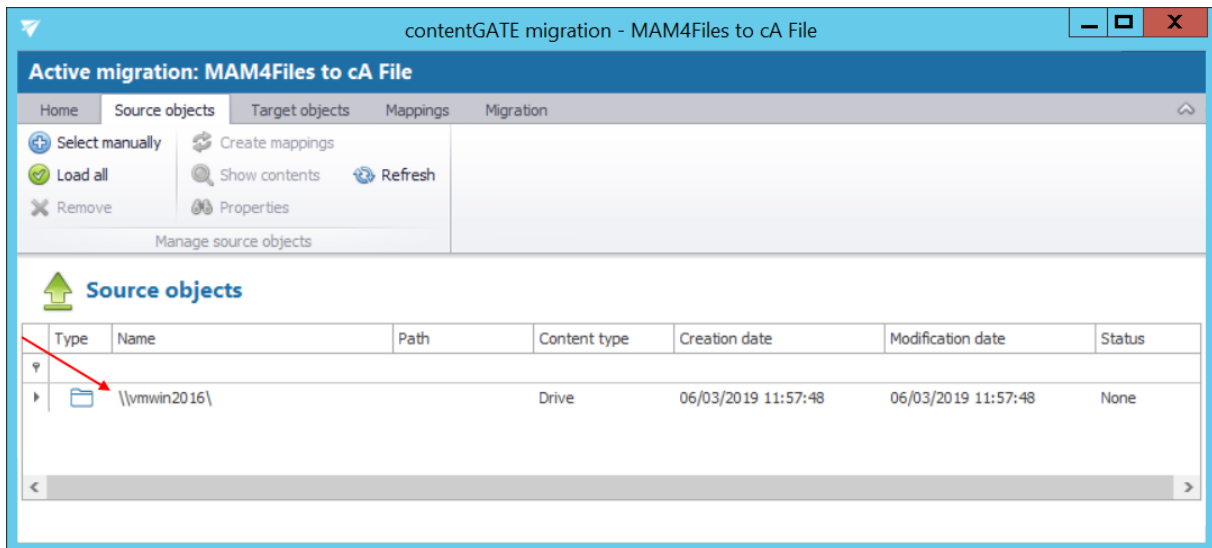 contentGATE migration - MAM4Files to cA File
X
Active migration: MAM4Files to cA File
Home Source objects Target objects Mappings Migration
Select manually Create mappings
Load all Show contents Refresh
Remove Properties
Manage source objects
Source objects
Type Name Path Content type Creation date Modification date Status
\\vmwin2016\ Drive 06/03/2019 11:57:48 06/03/2019 11:57:48 None